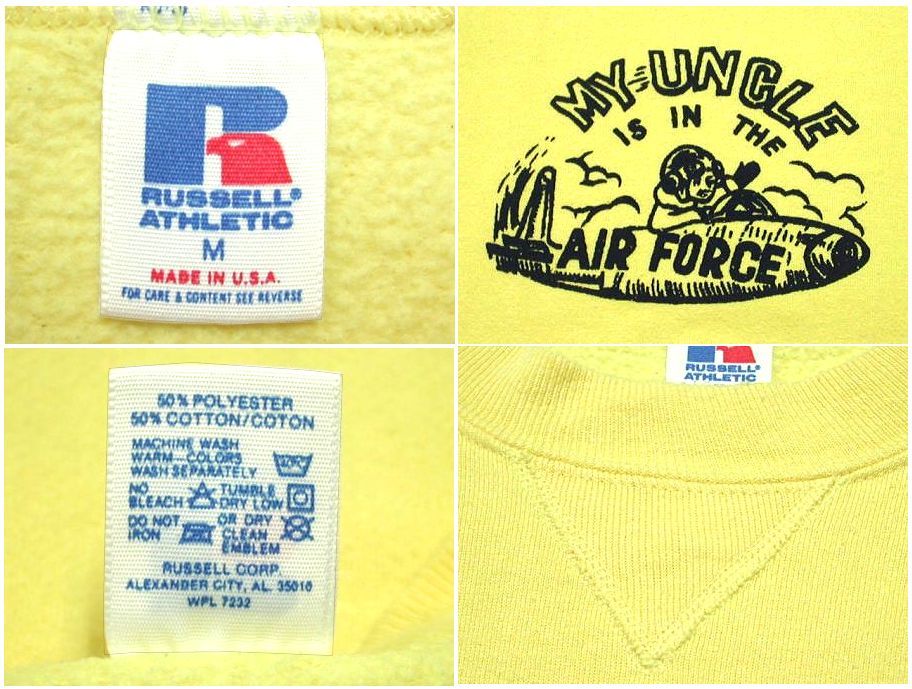 RUSSELL®
ATHLETIC
M
MADE IN U.S.A.
FOR CARE & CONTENT SEE REVERSE
MY UNCLE
IS IN THE
AIR FORCE
50% POLYESTER
50% COTTON/COTON
MACHINE WASH
WARM—COLORS
WASH SEPARATELY
NO
BLEACH
TUMBLE
DRY LOW
DO NOT
IRON
OR DRY
CLEAN
EMBLEM
RUSSELL CORP.
ALEXANDER CITY, AL. 35010
WPL 7232
RUSSELL®
ATHLETIC